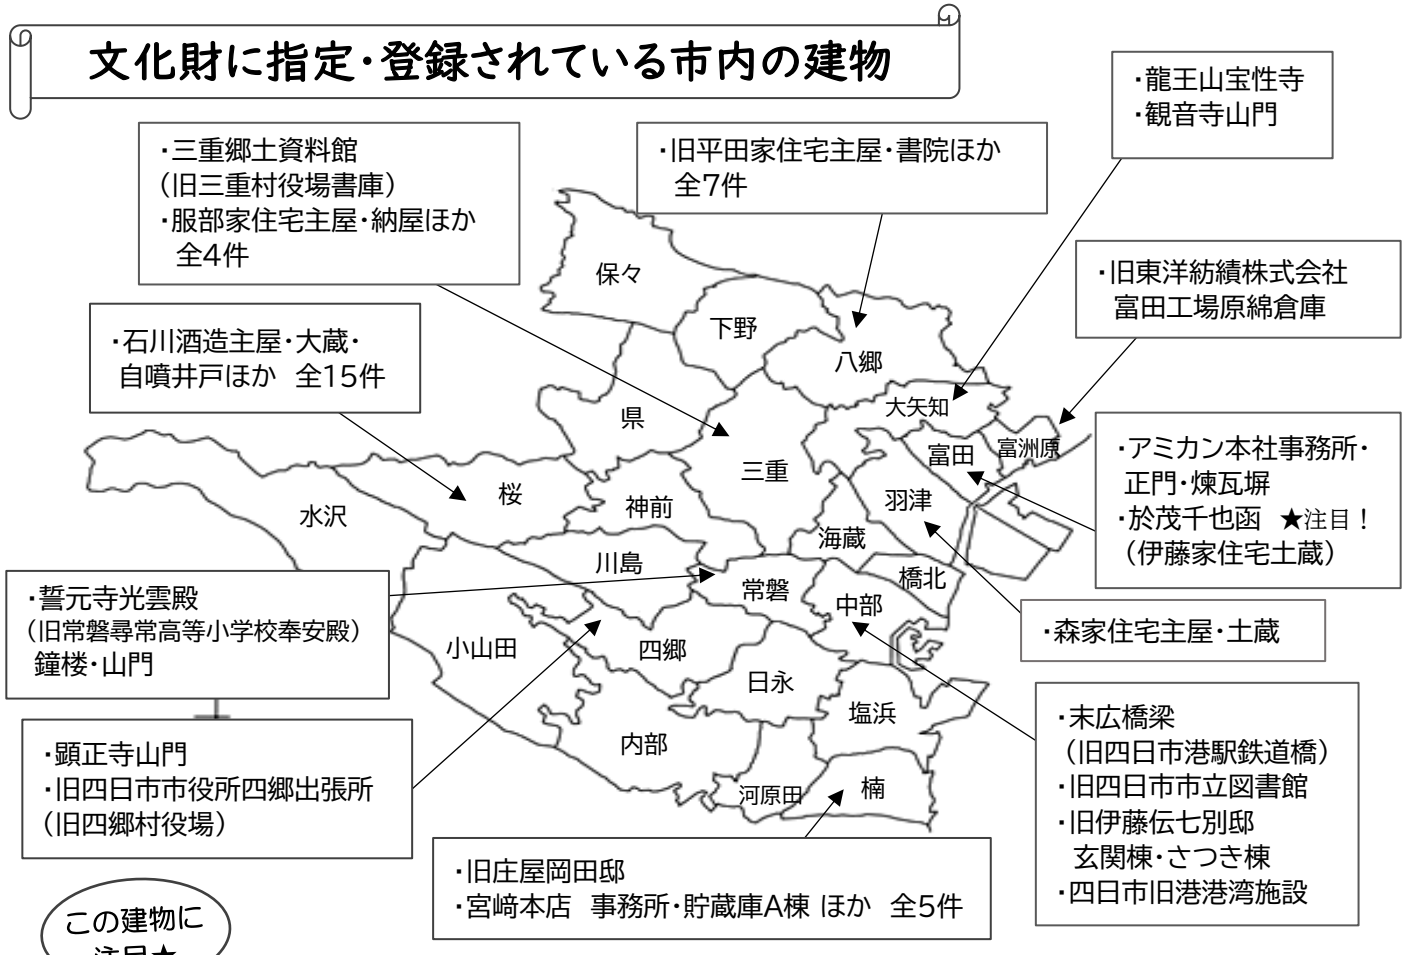 文化財に指定・登録されている市内の建物
・龍王山宝性寺
・観音寺山門
・三重郷土資料館
（旧三重村役場書庫）
・服部家住宅主屋・納屋ほか
全4件
・旧平田家住宅主屋・書院ほか
全7件
・旧東洋紡績株式会社
富田工場原綿倉庫
・石川酒造主屋・大蔵・
自噴井戸ほか　全15件
・アミカン本社事務所・
正門・煉瓦塀
・於茂千也函　★注目！
（伊藤家住宅土蔵）
保々
下野
八郷
大矢知
県
富洲原
富田
三重
桜
神前
羽津
水沢
海蔵
川島
橋北
常磐
中部
小山田
四郷
日永
塩浜
内部
河原田
楠
・誓元寺光雲殿
（旧常磐尋常高等小学校奉安殿）
鐘楼・山門
・森家住宅主屋・土蔵
・顕正寺山門
・旧四日市市役所四郷出張所
（旧四郷村役場）
・末広橋梁
（旧四日市港駅鉄道橋）
・旧四日市市立図書館
・旧伊藤伝七別邸
玄関棟・さつき棟
・四日市旧港港湾施設
・旧庄屋岡田邸
・宮﨑本店　事務所・貯蔵庫A棟 ほか　全5件
この建物に
注目★